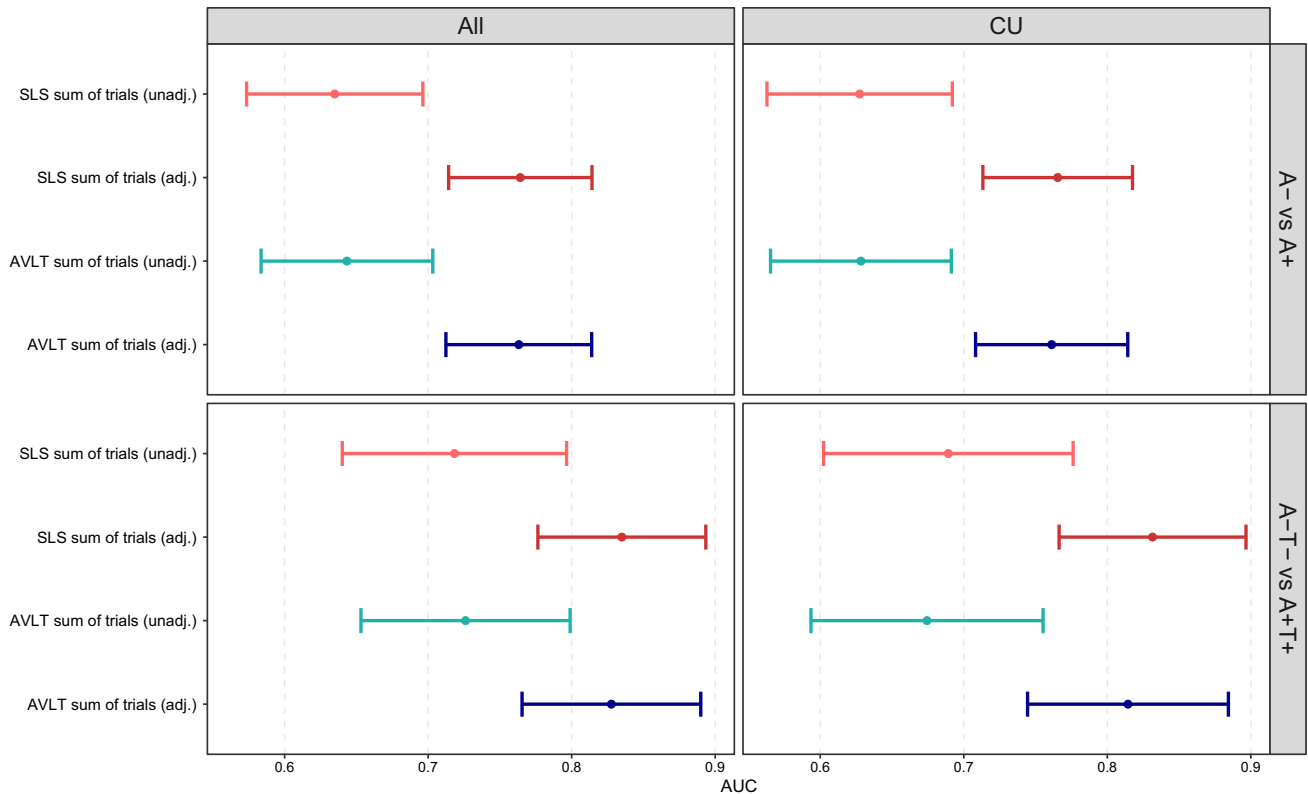 All
CU
SLS sum of trials (unadj.)
SLS sum of trials (adj.)
AVLT sum of trials (unadj.)
AVLT sum of trials (adj.)
A− vs A+
SLS sum of trials (unadj.)
SLS sum of trials (adj.)
AVLT sum of trials (unadj.)
AVLT sum of trials (adj.)
A−T− vs A+T+
0.6 0.7 0.8 0.9
0.6 0.7 0.8 0.9
AUC